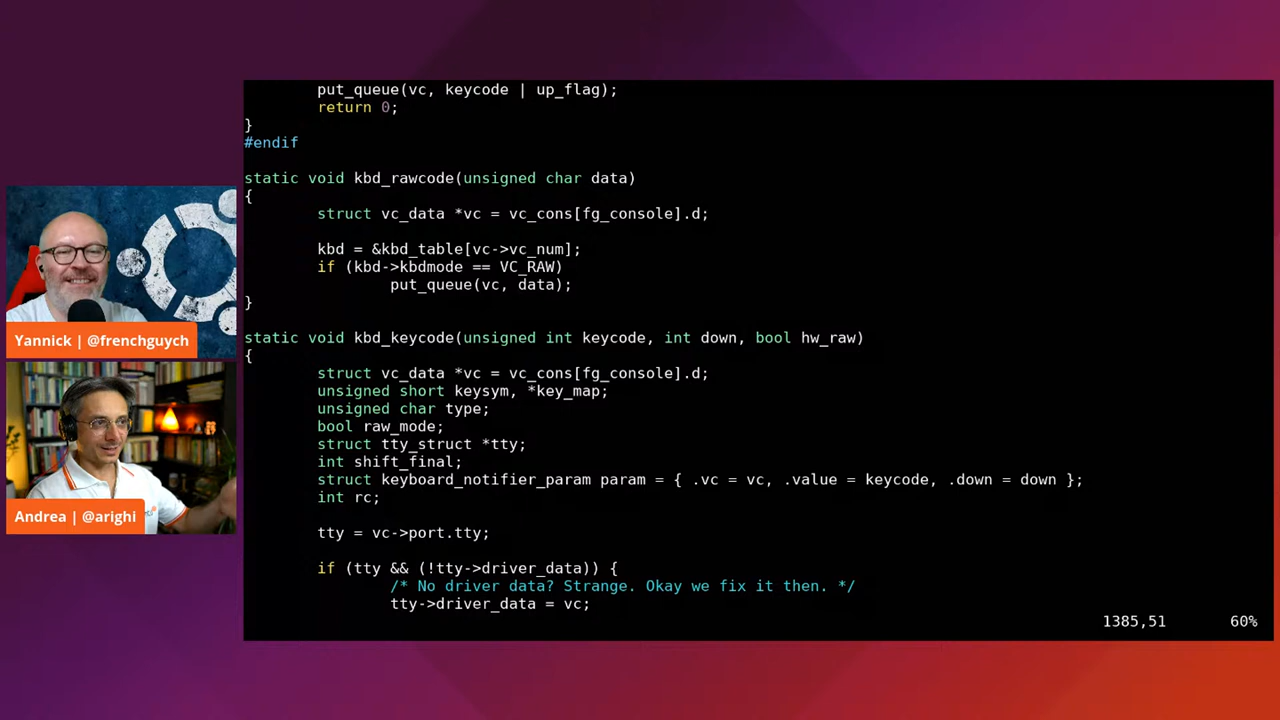 put_queue(vc, keycode | up_flag);
return 0;
}
#endif
static void kbd_rawcode(unsigned char data)
{
struct vc_data *vc = vc_cons[fg_console].d;
kbd = &kbd_table[vc->vc_num];
if (kbd->kbdmode == VC_RAW)
put_queue(vc, data);
}
static void kbd_keycode(unsigned int keycode, int down, bool hw_raw)
{
struct vc_data *vc = vc_cons[fg_console].d;
unsigned short keysym, *key_map;
unsigned char type;
bool raw_mode;
struct tty_struct *tty;
int shift_final;
struct keyboard_notifier_param param = { .vc = vc, .value = keycode, .down = down };
int rc;
tty = vc->port.tty;
if (tty && (!tty->driver_data)) {
/* No driver data? Strange. Okay we fix it then. */
tty->driver_data = vc;
1385,51 60%
Yannick | @frenchguych
Andrea | @arighi